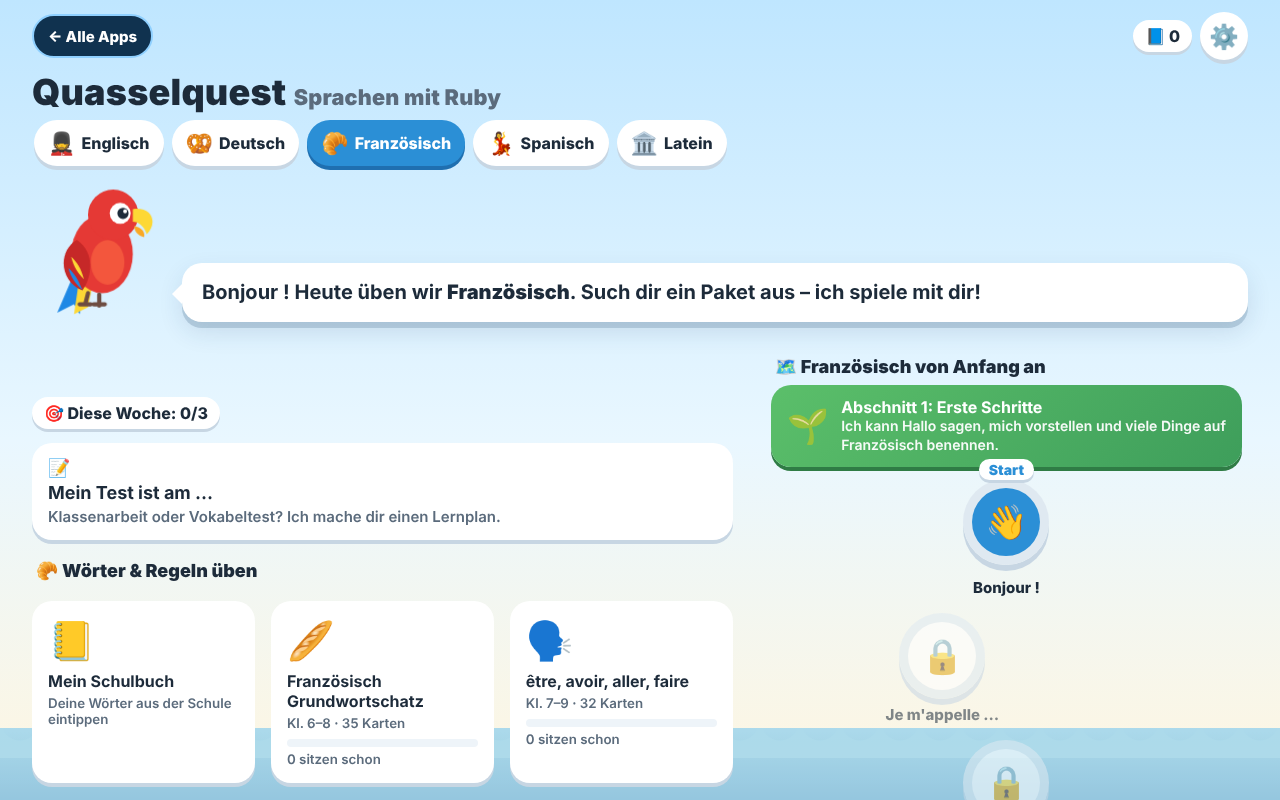 ← Alle Apps
0
Quasselquest Sprachen mit Ruby
Englisch
Deutsch
Französisch
Spanisch
Latein
Bonjour ! Heute üben wir Französisch. Such dir ein Paket aus – ich spiele mit dir!
Diese Woche: 0/3
Mein Test ist am …
Klassenarbeit oder Vokabeltest? Ich mache dir einen Lernplan.
Wörter & Regeln üben
Mein Schulbuch
Deine Wörter aus der Schule
eintippen
Französisch
Grundwortschatz
Kl. 6–8 · 35 Karten
0 sitzen schon
être, avoir, aller, faire
Kl. 7–9 · 32 Karten
0 sitzen schon
Französisch von Anfang an
Abschnitt 1: Erste Schritte
Ich kann Hallo sagen, mich vorstellen und viele Dinge auf
Französisch benennen.
Start
Bonjour !
Je m'appelle …